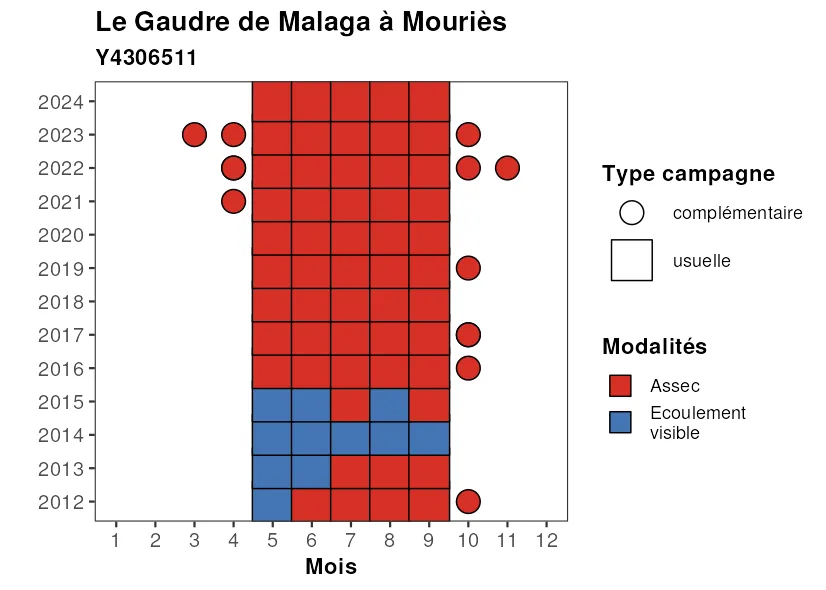 Le Gaudre de Malaga à Mouriès
Y4306511
2024
2023
2022
2021
2020
2019
2018
2017
2016
2015
2014
2013
2012
1 2 3 4 5 6 7 8 9 10 11 12
Mois
Type campagne
complémentaire
usuelle
Modalités
Assec
Ecoulement
visible